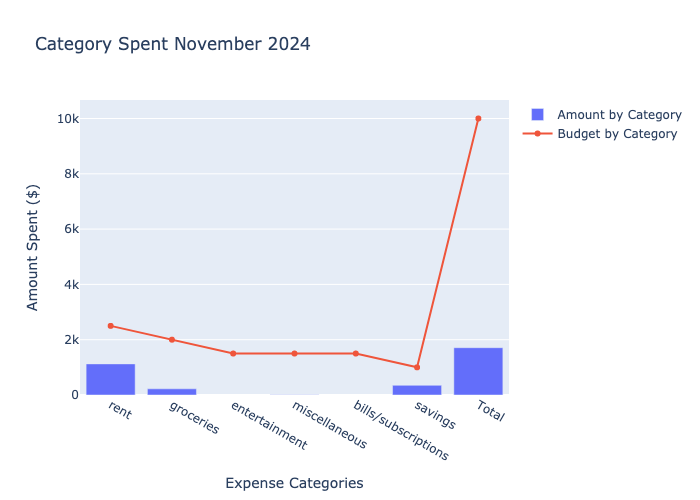 Category Spent November 2024
Amount by Category
Budget by Category
Amount Spent ($)
10k
8k
6k
4k
2k
0
rent
groceries
entertainment
miscellaneous
bills/subscriptions
savings
Total
Expense Categories